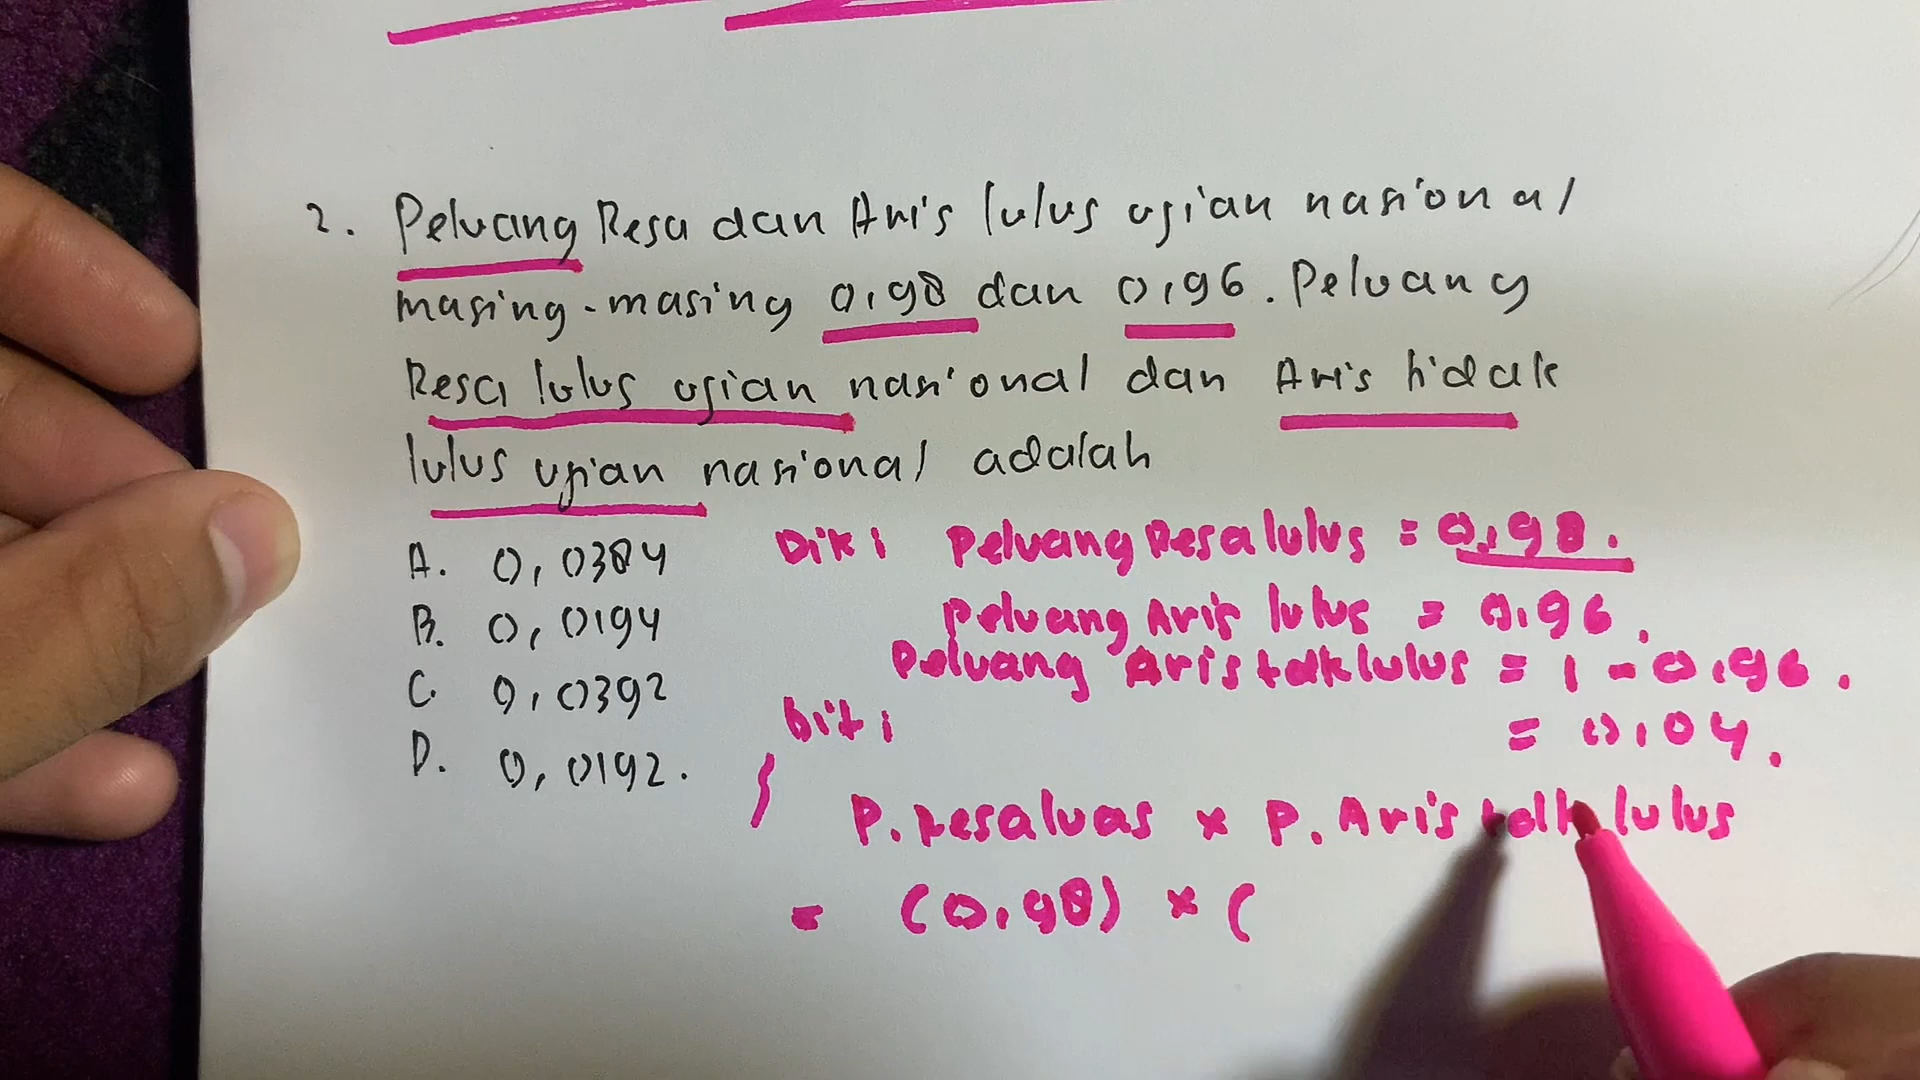 2. Peluang Resa dan Aris lulus ujian nasional
masing-masing 0,98 dan 0,96. Peluang
Resa lulus ujian nasional dan Aris tidak
lulus ujian nasional adalah
A. 0,0384
B. 0,0194
C. 0,0392
D. 0,0192.
Dik : Peluang Resa lulus = 0,98.
Peluang Aris lulus = 0,96.
Peluang Aris tdk lulus = 1 - 0,96.
= 0,04.
Dit :
P. Resa luas × P. Aris tdk lulus
= (0,98) × (